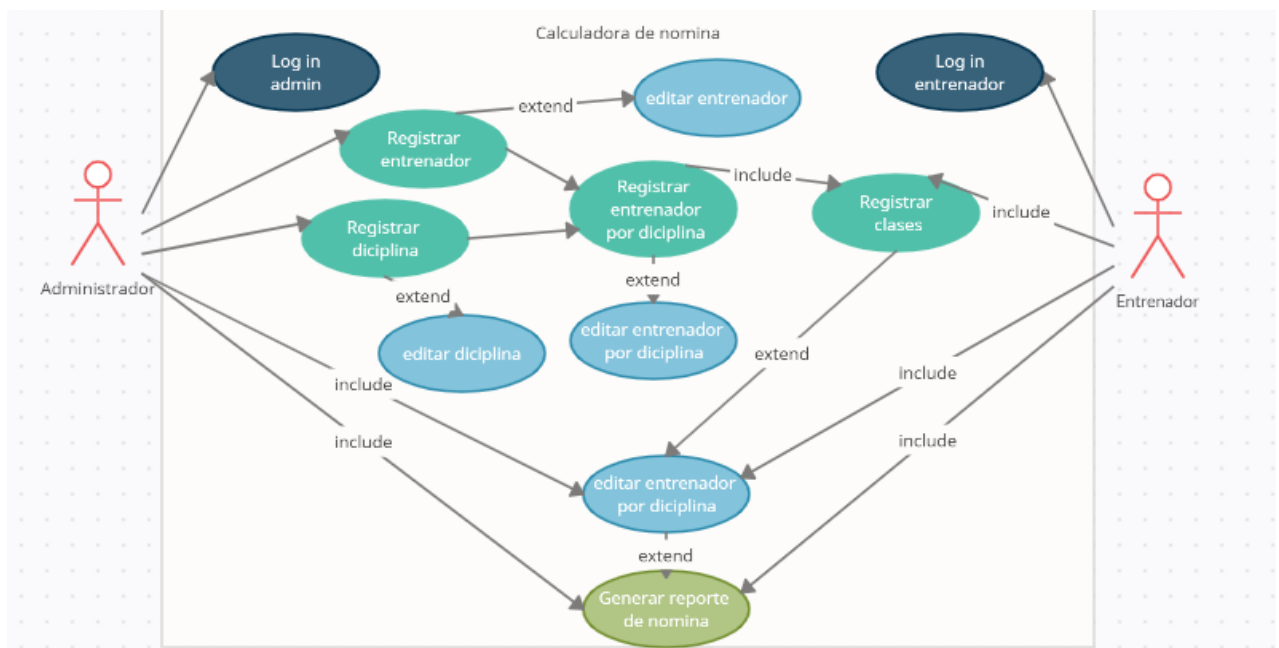 Calculadora de nomina
Log in
admin
Log in
entrenador
editar entrenador
extend
Registrar
entrenador
Registrar
entrenador
por diciplina
include
Registrar
clases
include
Registrar
diciplina
extend
extend
Administrador
Entrenador
editar diciplina
editar entrenador
por diciplina
extend
include
include
include
include
editar entrenador
por diciplina
extend
Generar reporte
de nomina